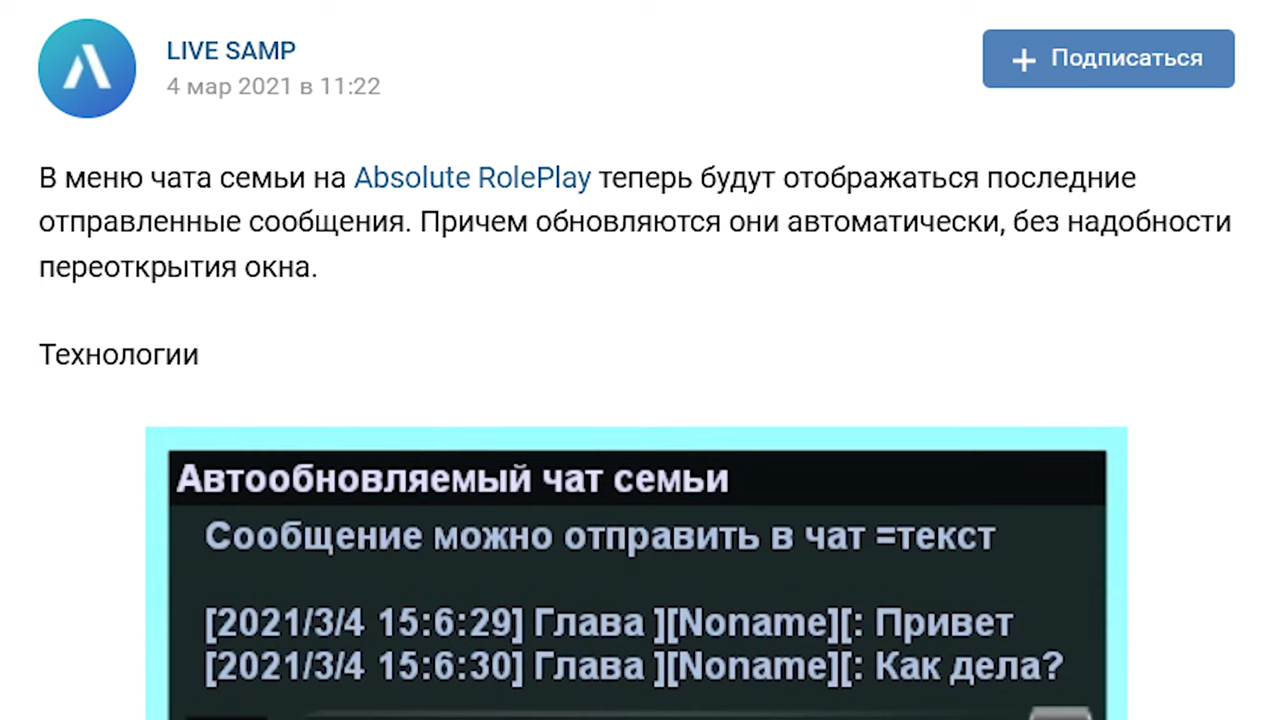 LIVE SAMP
4 мар 2021 в 11:22
+ Подписаться
В меню чата семьи на Absolute RolePlay теперь будут отображаться последние
отправленные сообщения. Причем обновляются они автоматически, без надобности
переоткрытия окна.
Технологии
Автообновляемый чат семьи
Сообщение можно отправить в чат =текст
[2021/3/4 15:6:29] Глава ][Noname][: Привет
[2021/3/4 15:6:30] Глава ][Noname][: Как дела?